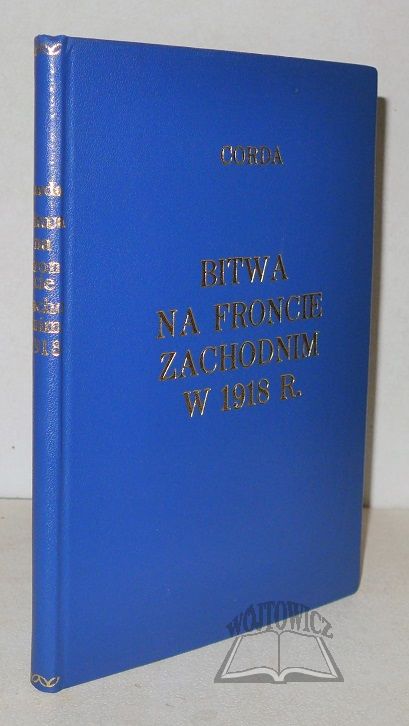 CORDA
BITWA
NA FRONCIE
ZACHODNIM
W 1918 R.
WÓJTOWICZ